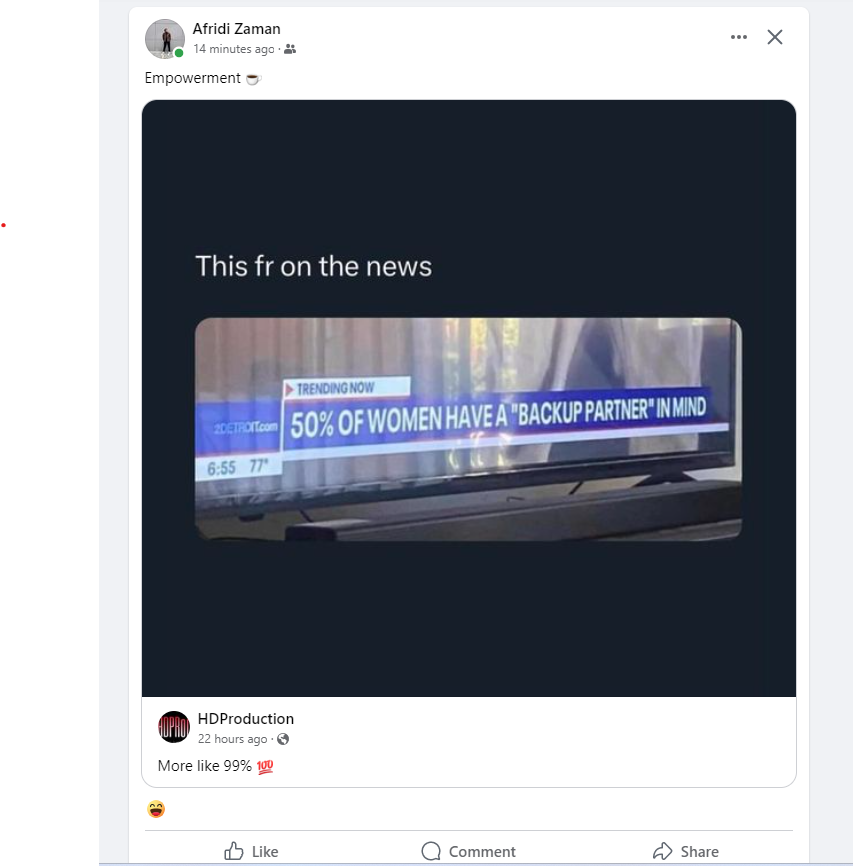 Afridi Zaman
14 minutes ago ·
Empowerment ☕
This fr on the news
TRENDING NOW
2DETROIT.com
50% OF WOMEN HAVE A "BACKUP PARTNER" IN MIND
6:55 77°
HDPRO
HDProduction
22 hours ago ·
More like 99% 💯
😄
Like
Comment
Share